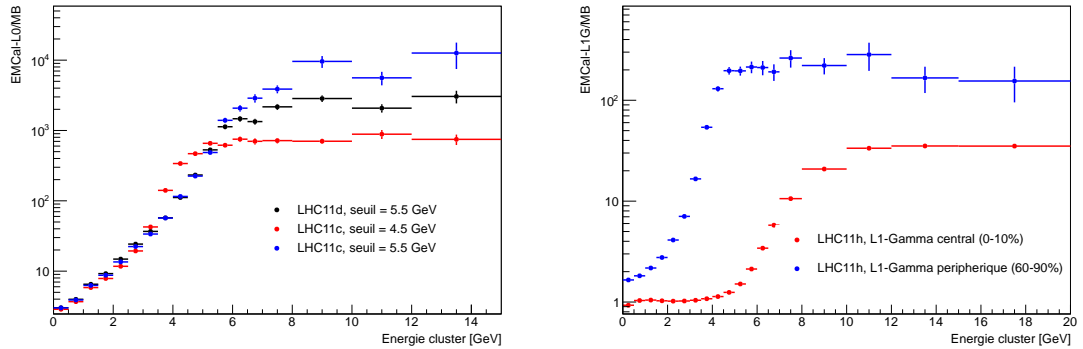 EMCal-L0/MB
10^4
10^3
10^2
10
LHC11d, seuil = 5.5 GeV
LHC11c, seuil = 4.5 GeV
LHC11c, seuil = 5.5 GeV
0 2 4 6 8 10 12 14
Energie cluster [GeV]
EMCal-L1G/MB
10^2
10
1
LHC11h, L1-Gamma central (0-10%)
LHC11h, L1-Gamma peripherique (60-90%)
0 2 4 6 8 10 12 14 16 18 20
Energie cluster [GeV]